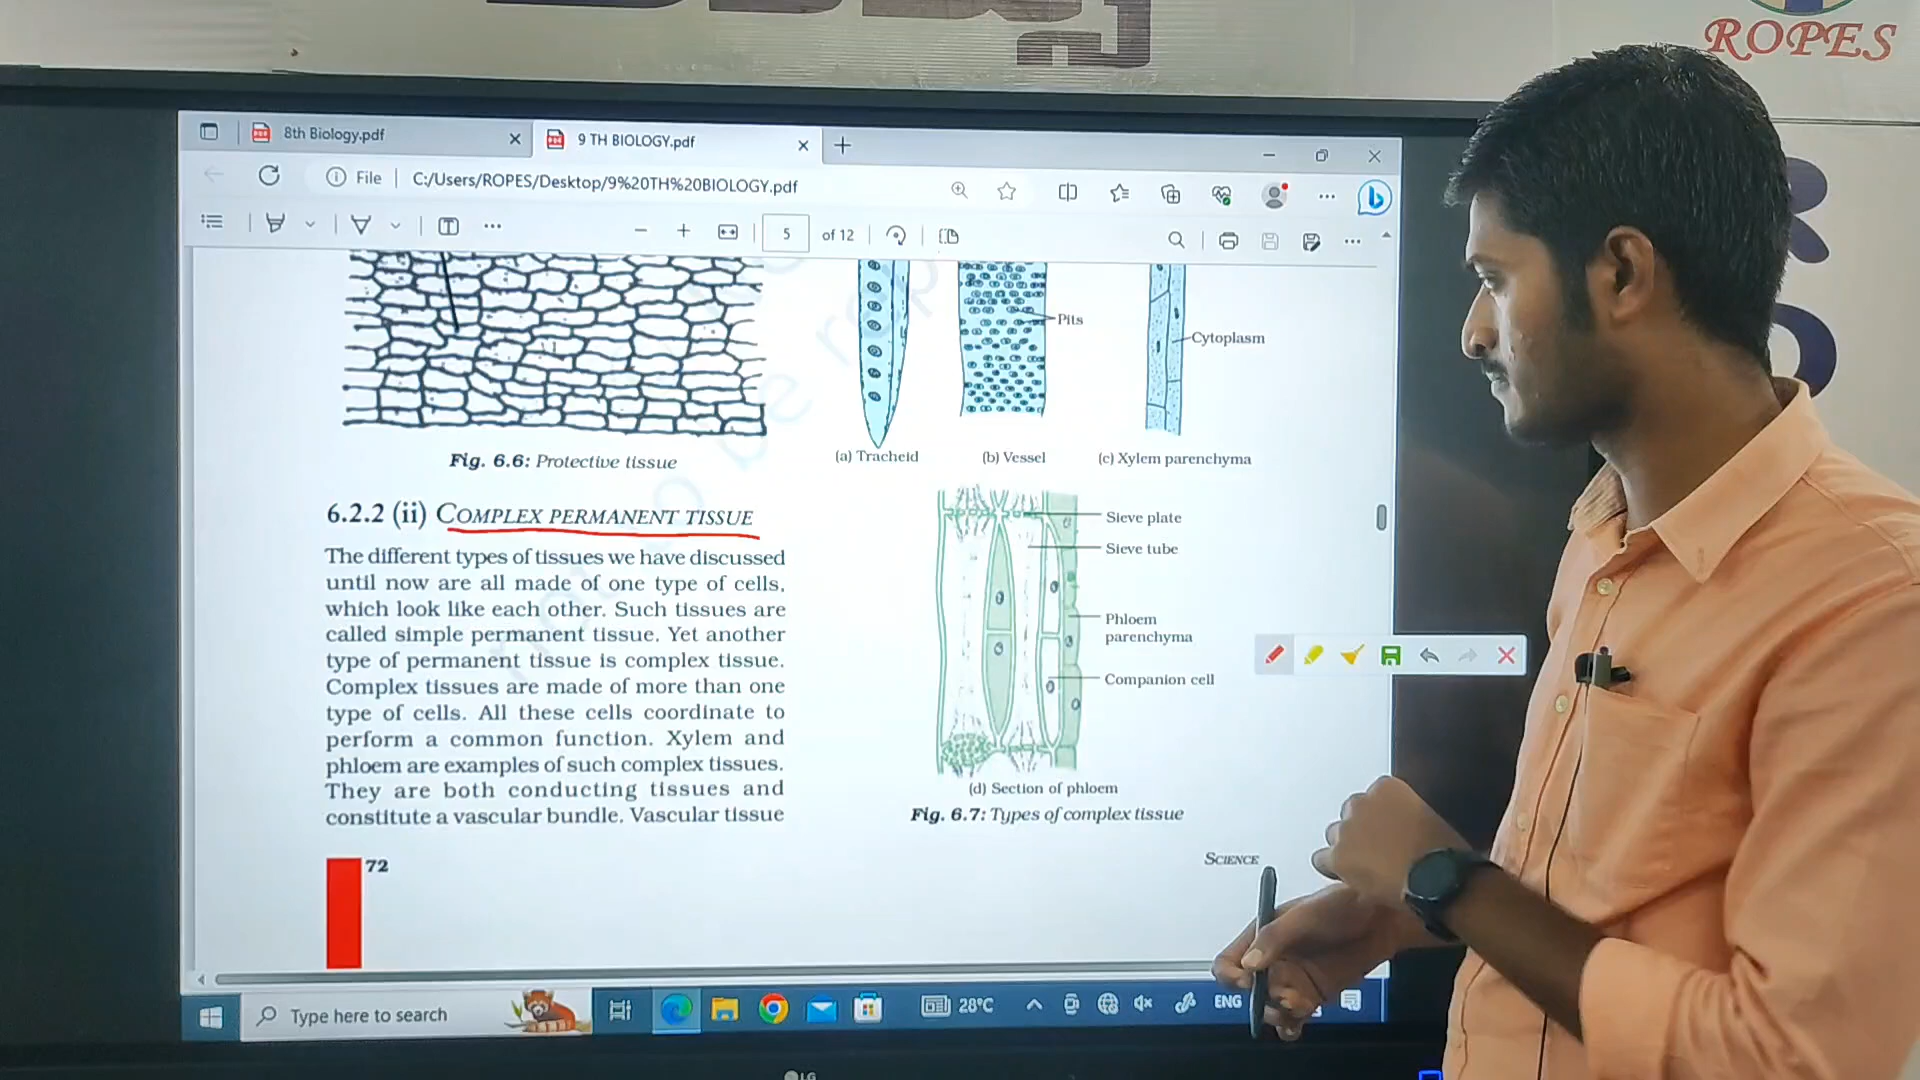 ROPES
8th Biology.pdf
9 TH BIOLOGY.pdf
File
C:/Users/ROPES/Desktop/9%20TH%20BIOLOGY.pdf
5 of 12
Pits
Cytoplasm
(a) Tracheid
(b) Vessel
(c) Xylem parenchyma
Fig. 6.6: Protective tissue
6.2.2 (ii) COMPLEX PERMANENT TISSUE
The different types of tissues we have discussed
until now are all made of one type of cells,
which look like each other. Such tissues are
called simple permanent tissue. Yet another
type of permanent tissue is complex tissue.
Complex tissues are made of more than one
type of cells. All these cells coordinate to
perform a common function. Xylem and
phloem are examples of such complex tissues.
They are both conducting tissues and
constitute a vascular bundle. Vascular tissue
Sieve plate
Sieve tube
Phloem
parenchyma
Companion cell
(d) Section of phloem
Fig. 6.7: Types of complex tissue
72
SCIENCE
Type here to search
28°C
ENG
LG